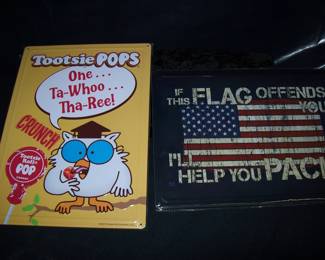 Tootsie POPS
One...
Ta-Whoo...
Tha-Ree!
CRUNCH
Tootsie
Roll
POP
IF
THIS FLAG OFFENDS
YOU
I'LL
HELP YOU PACK